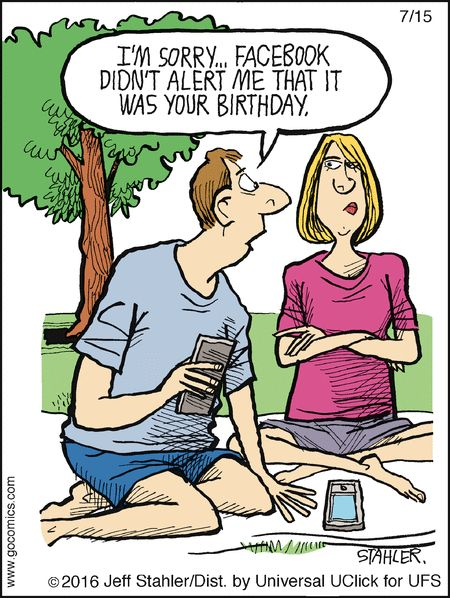 7/15
I'M SORRY... FACEBOOK
DIDN'T ALERT ME THAT IT
WAS YOUR BIRTHDAY.
www.gocomics.com
STAHLER.
©2016 Jeff Stahler/Dist. by Universal UClick for UFS